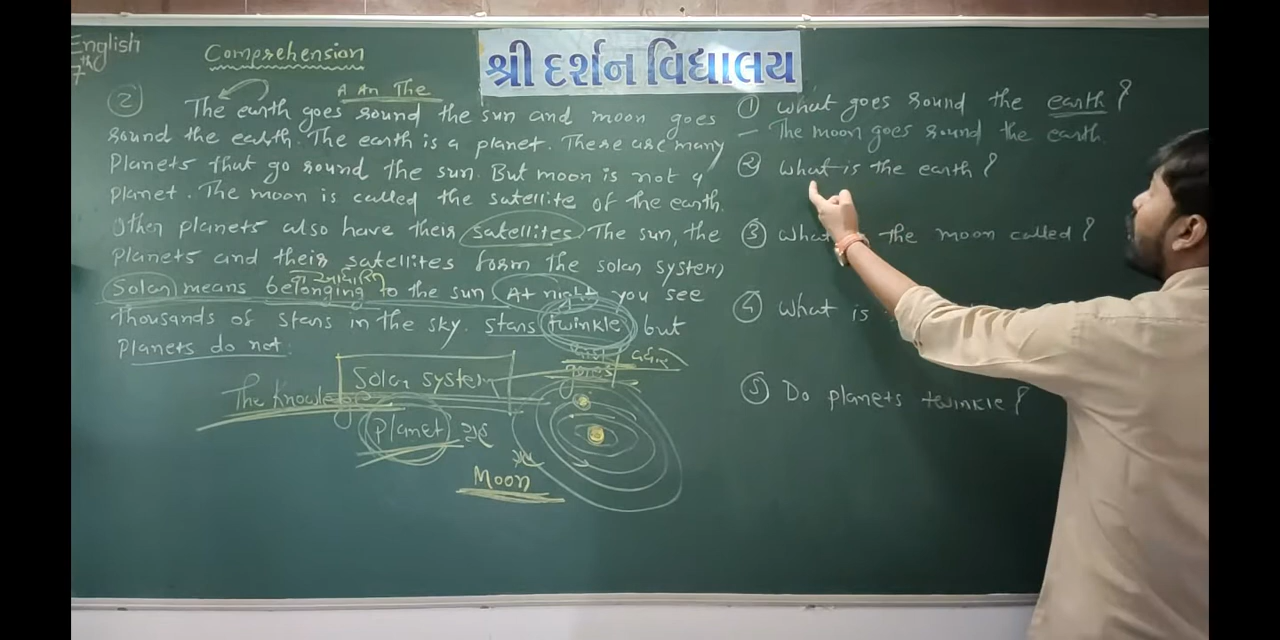 English
7th
Comprehension
શ્રી દર્શન વિદ્યાલય
A An The
2 The earth goes round the sun and moon goes
round the earth. The earth is a planet. There are many
planets that go round the sun. But moon is not a
planet. The moon is called the satellite of the earth.
other planets also have their satellites. The sun, the
planets and their satellites form the solar system,
Solar means belonging to the sun. At night you see
thousands of stars in the sky. Stars twinkle but
planets do not.
Solar system
The Knowledge
planet ગ્રહ
Moon
1 What goes round the earth?
– The moon goes round the earth.
2 What is the earth?
3 What the moon called?
4 What is
5 Do planets twinkle?